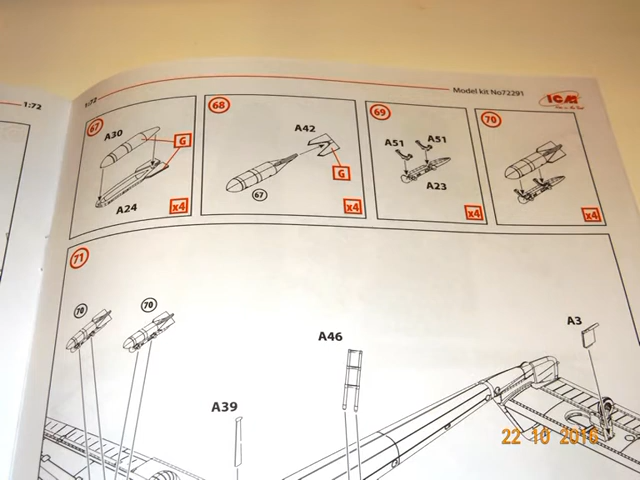 1:72
1:72
Model kit No72291
ICM
67
A30
G
A24
x4
68
A42
G
67
x4
69
A51
A51
A23
x4
70
x4
71
70
70
A46
A3
A39
22 10 2016